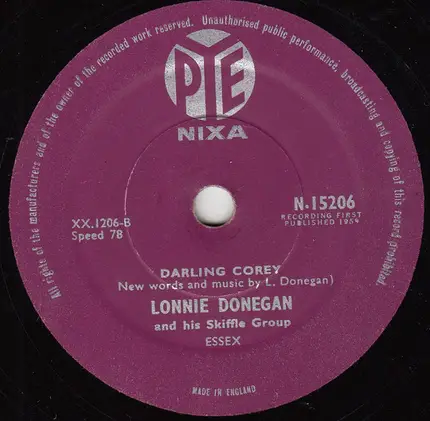 All rights of the manufacturers and of the owner of the recorded work reserved. Unauthorised public performance, broadcasting and copying of this record prohibited.
PYE
NIXA
XX.1206-B
Speed 78
N.15206
RECORDING FIRST
PUBLISHED 1954
DARLING COREY
New words and music by L. Donegan)
LONNIE DONEGAN
and his Skiffle Group
ESSEX
MADE IN ENGLAND